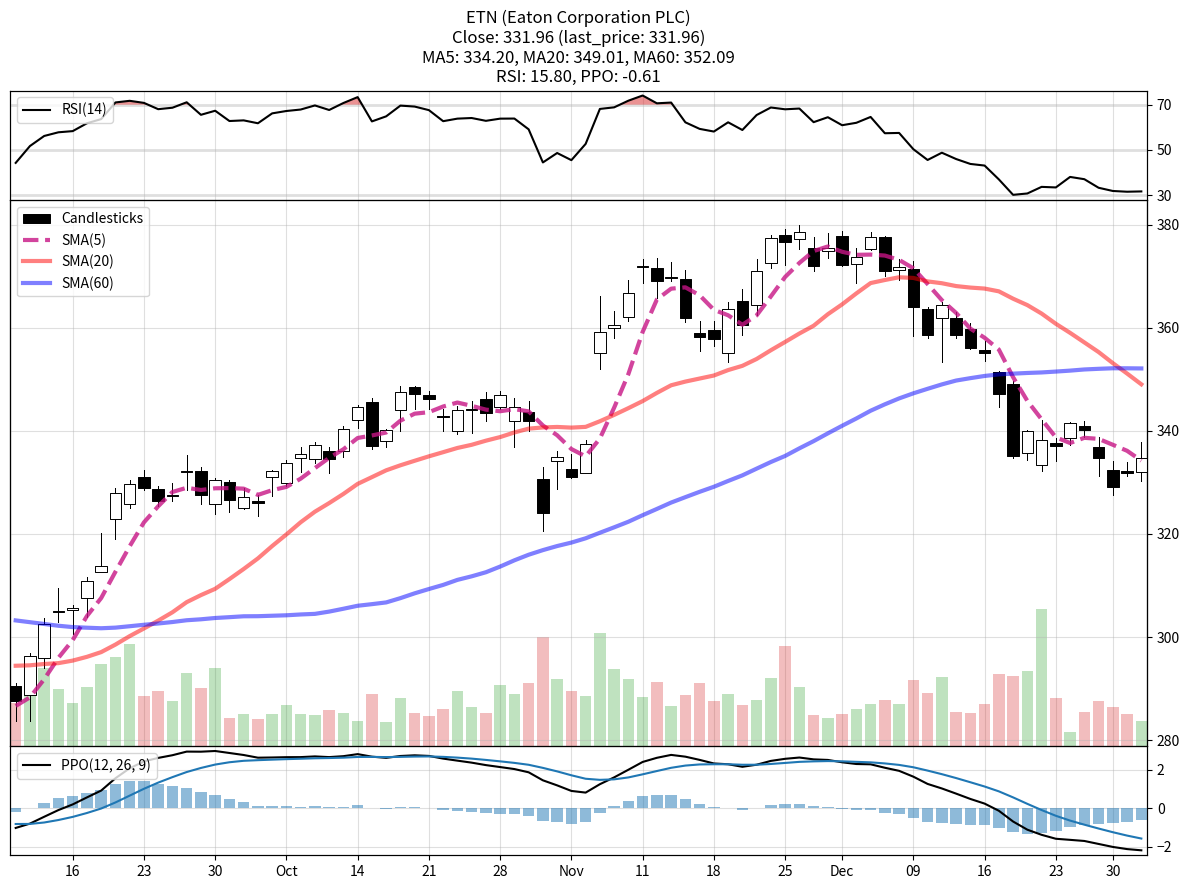 ETN (Eaton Corporation PLC)
Close: 331.96 (last_price: 331.96)
MA5: 334.20, MA20: 349.01, MA60: 352.09
RSI: 15.80, PPO: -0.61
RSI(14)
70
50
30
Candlesticks
SMA(5)
SMA(20)
SMA(60)
380
360
340
320
300
280
PPO(12, 26, 9)
2
0
−2
16 23 30 Oct 14 21 28 Nov 11 18 25 Dec 09 16 23 30